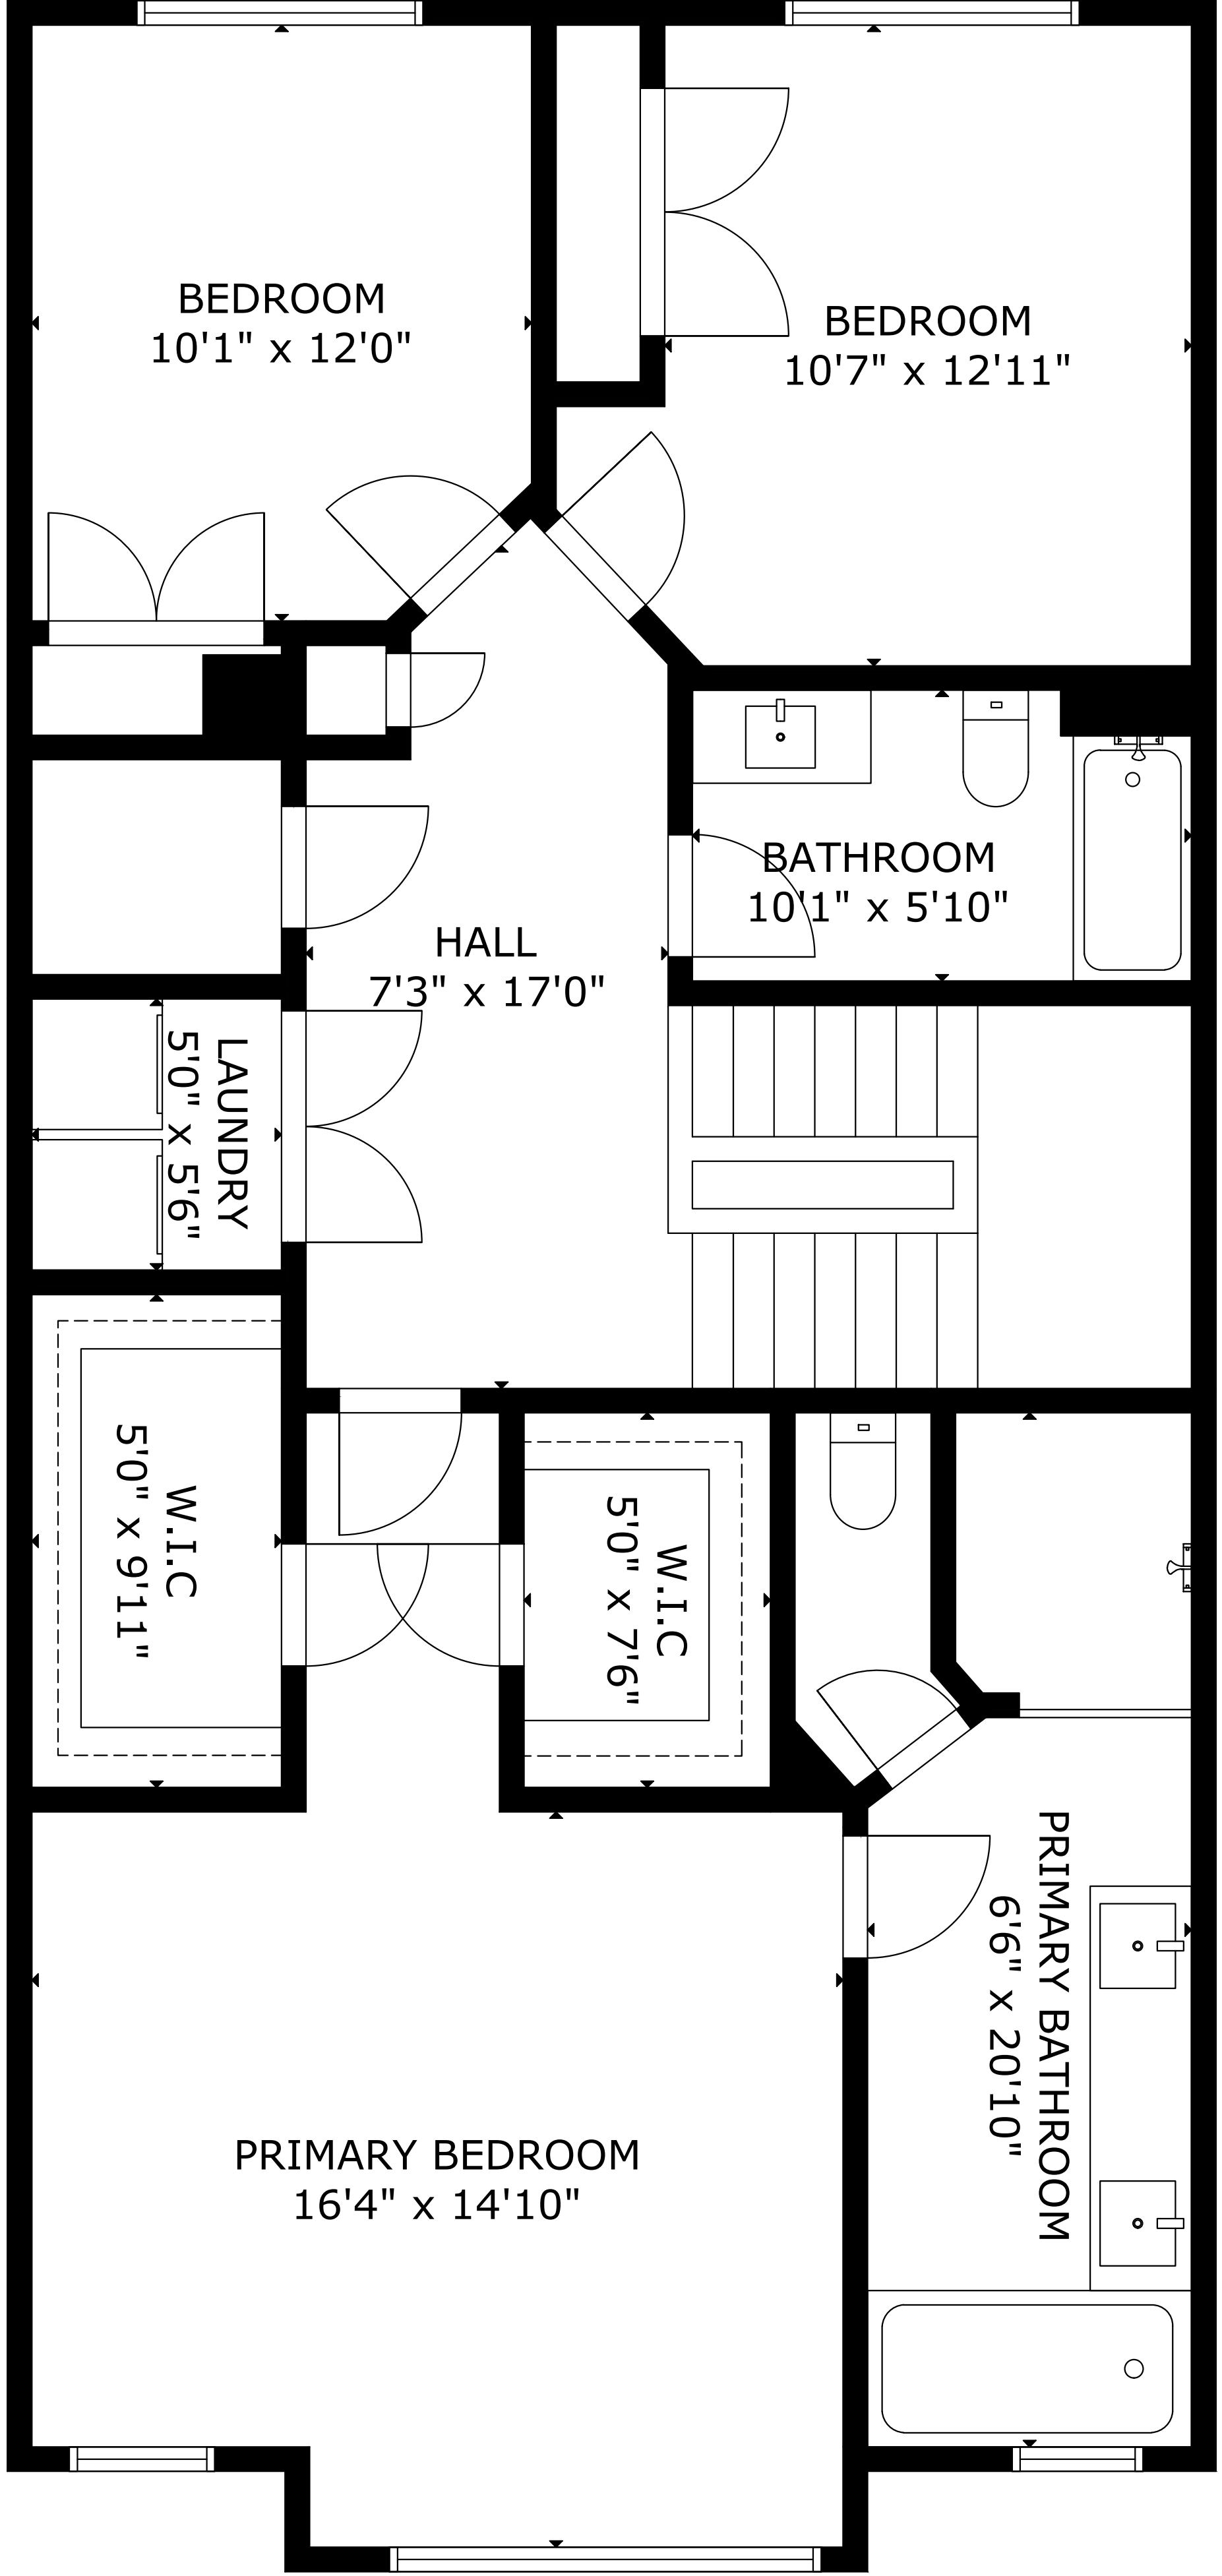 BEDROOM
10'1" x 12'0"
BEDROOM
10'7" x 12'11"
BATHROOM
10'1" x 5'10"
HALL
7'3" x 17'0"
LAUNDRY
5'0" x 5'6"
W.I.C
5'0" x 9'11"
W.I.C
5'0" x 7'6"
PRIMARY BATHROOM
6'6" x 20'10"
PRIMARY BEDROOM
16'4" x 14'10"